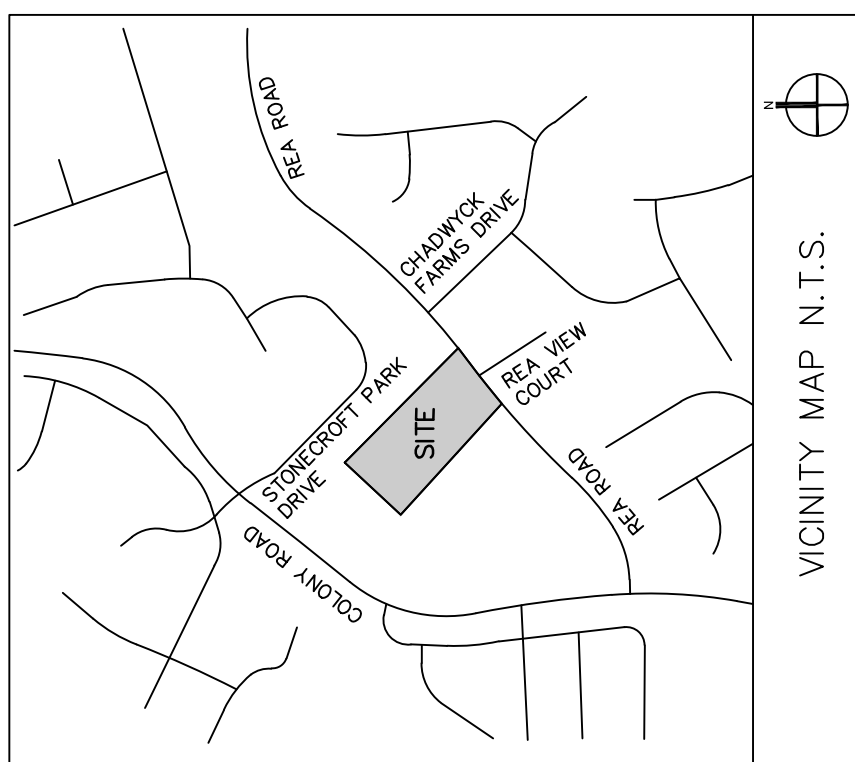 REA ROAD
CHADWYCK
FARMS DRIVE
N
VICINITY MAP N.T.S.
REA VIEW
COURT
STONECROFT PARK
DRIVE
SITE
REA ROAD
COLONY ROAD